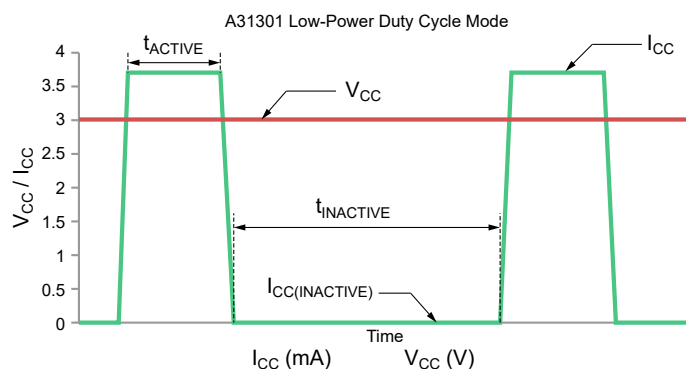 A31301 Low-Power Duty Cycle Mode
tACTIVE
ICC
VCC
4
3.5
3
2.5
2
1.5
1
0.5
0
VCC / ICC
tINACTIVE
ICC(INACTIVE)
Time
ICC (mA) VCC (V)